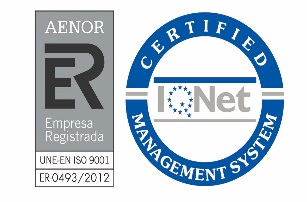 AENOR
ER
Empresa
Registrada
UNE-EN ISO 9001
ER 0493/2012
CERTIFIED
IQNet
MANAGEMENT SYSTEM